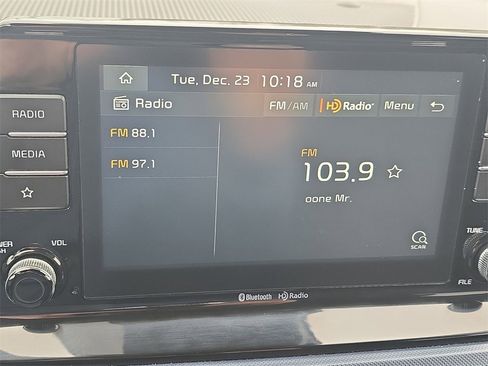 Tue, Dec. 23 10:18 AM
Radio FM/AM HD Radio Menu
RADIO
MEDIA
FM 88.1
FM 97.1
FM
103.9
oone Mr.
SCAN
VOL
TUNE
FILE
Bluetooth HD Radio